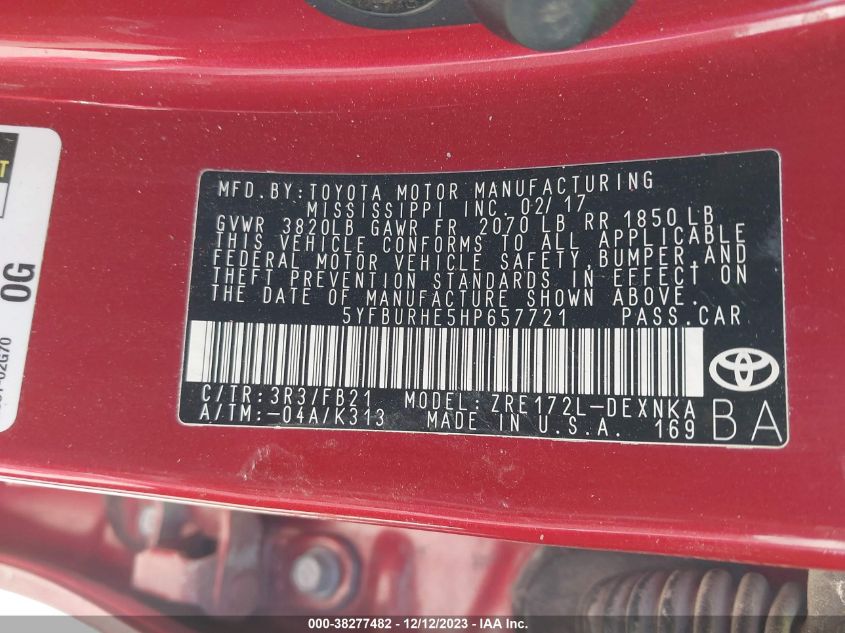 MFD.BY:TOYOTA MOTOR MANUFACTURING
MISSISSIPPI INC. 02/17
GVWR 3820LB GAWR FR 2070 LB RR 1850 LB
THIS VEHICLE CONFORMS TO ALL APPLICABLE
FEDERAL MOTOR VEHICLE SAFETY, BUMPER, AND
THEFT PREVENTION STANDARDS IN EFFECT ON
THE DATE OF MANUFACTURE SHOWN ABOVE.
5YFBURHE5HP657721 PASS.CAR
C/TR:3R3/FB21 MODEL:ZRE172L-DEXNKA
A/TM:-04A/K313 MADE IN U.S.A. 169
BA
0G
02G70
000-38277482 - 12/12/2023 - IAA Inc.